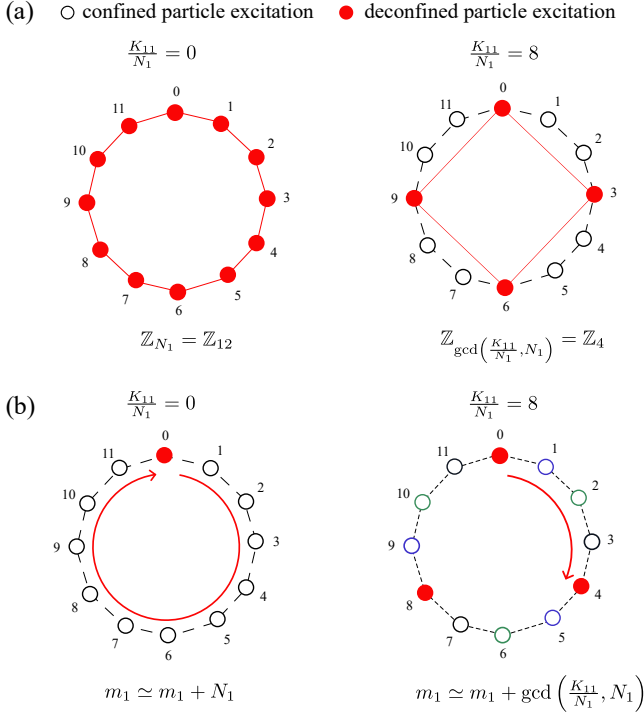 (a) confined particle excitation deconfined particle excitation
K₁₁/N₁ = 0 K₁₁/N₁ = 8
0 1 2 3 4 5 6 7 8 9 10 11
0 1 2 3 4 5 6 7 8 9 10 11
ℤ_{N₁} = ℤ₁₂ ℤ_{gcd(K₁₁/N₁, N₁)} = ℤ₄
(b) K₁₁/N₁ = 0 K₁₁/N₁ = 8
0 1 2 3 4 5 6 7 8 9 10 11
0 1 2 3 4 5 6 7 8 9 10 11
m₁ ≃ m₁ + N₁ m₁ ≃ m₁ + gcd(K₁₁/N₁, N₁)